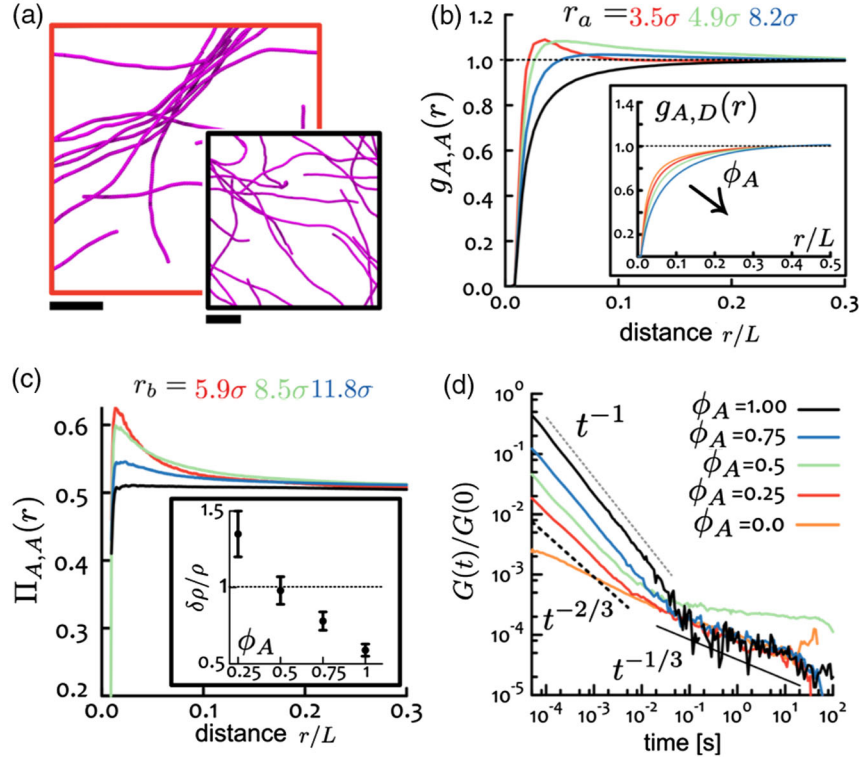 (a)
(b)
r_a = 3.5σ 4.9σ 8.2σ
g_{A,A}(r)
1.2
1.0
0.8
0.6
0.4
0.2
0.0
0.0 0.1 0.2 0.3
distance r/L
g_{A,D}(r)
1.4
1.0
0.6
0.2
ϕ_A
r/L
0.0 0.1 0.2 0.3 0.4 0.5
(c)
r_b = 5.9σ 8.5σ 11.8σ
Π_{A,A}(r)
0.6
0.5
0.4
0.3
0.2
0.0 0.1 0.2 0.3
distance r/L
δρ/ρ
1.5
1
0.5
ϕ_A
0.25 0.5 0.75 1
(d)
G(t)/G(0)
10^0
10^-1
10^-2
10^-3
10^-4
10^-5
t^{-1}
t^{-2/3}
t^{-1/3}
ϕ_A=1.00
ϕ_A=0.75
ϕ_A=0.5
ϕ_A=0.25
ϕ_A=0.0
10^-4 10^-3 10^-2 10^-1 10^0 10^1 10^2
time [s]